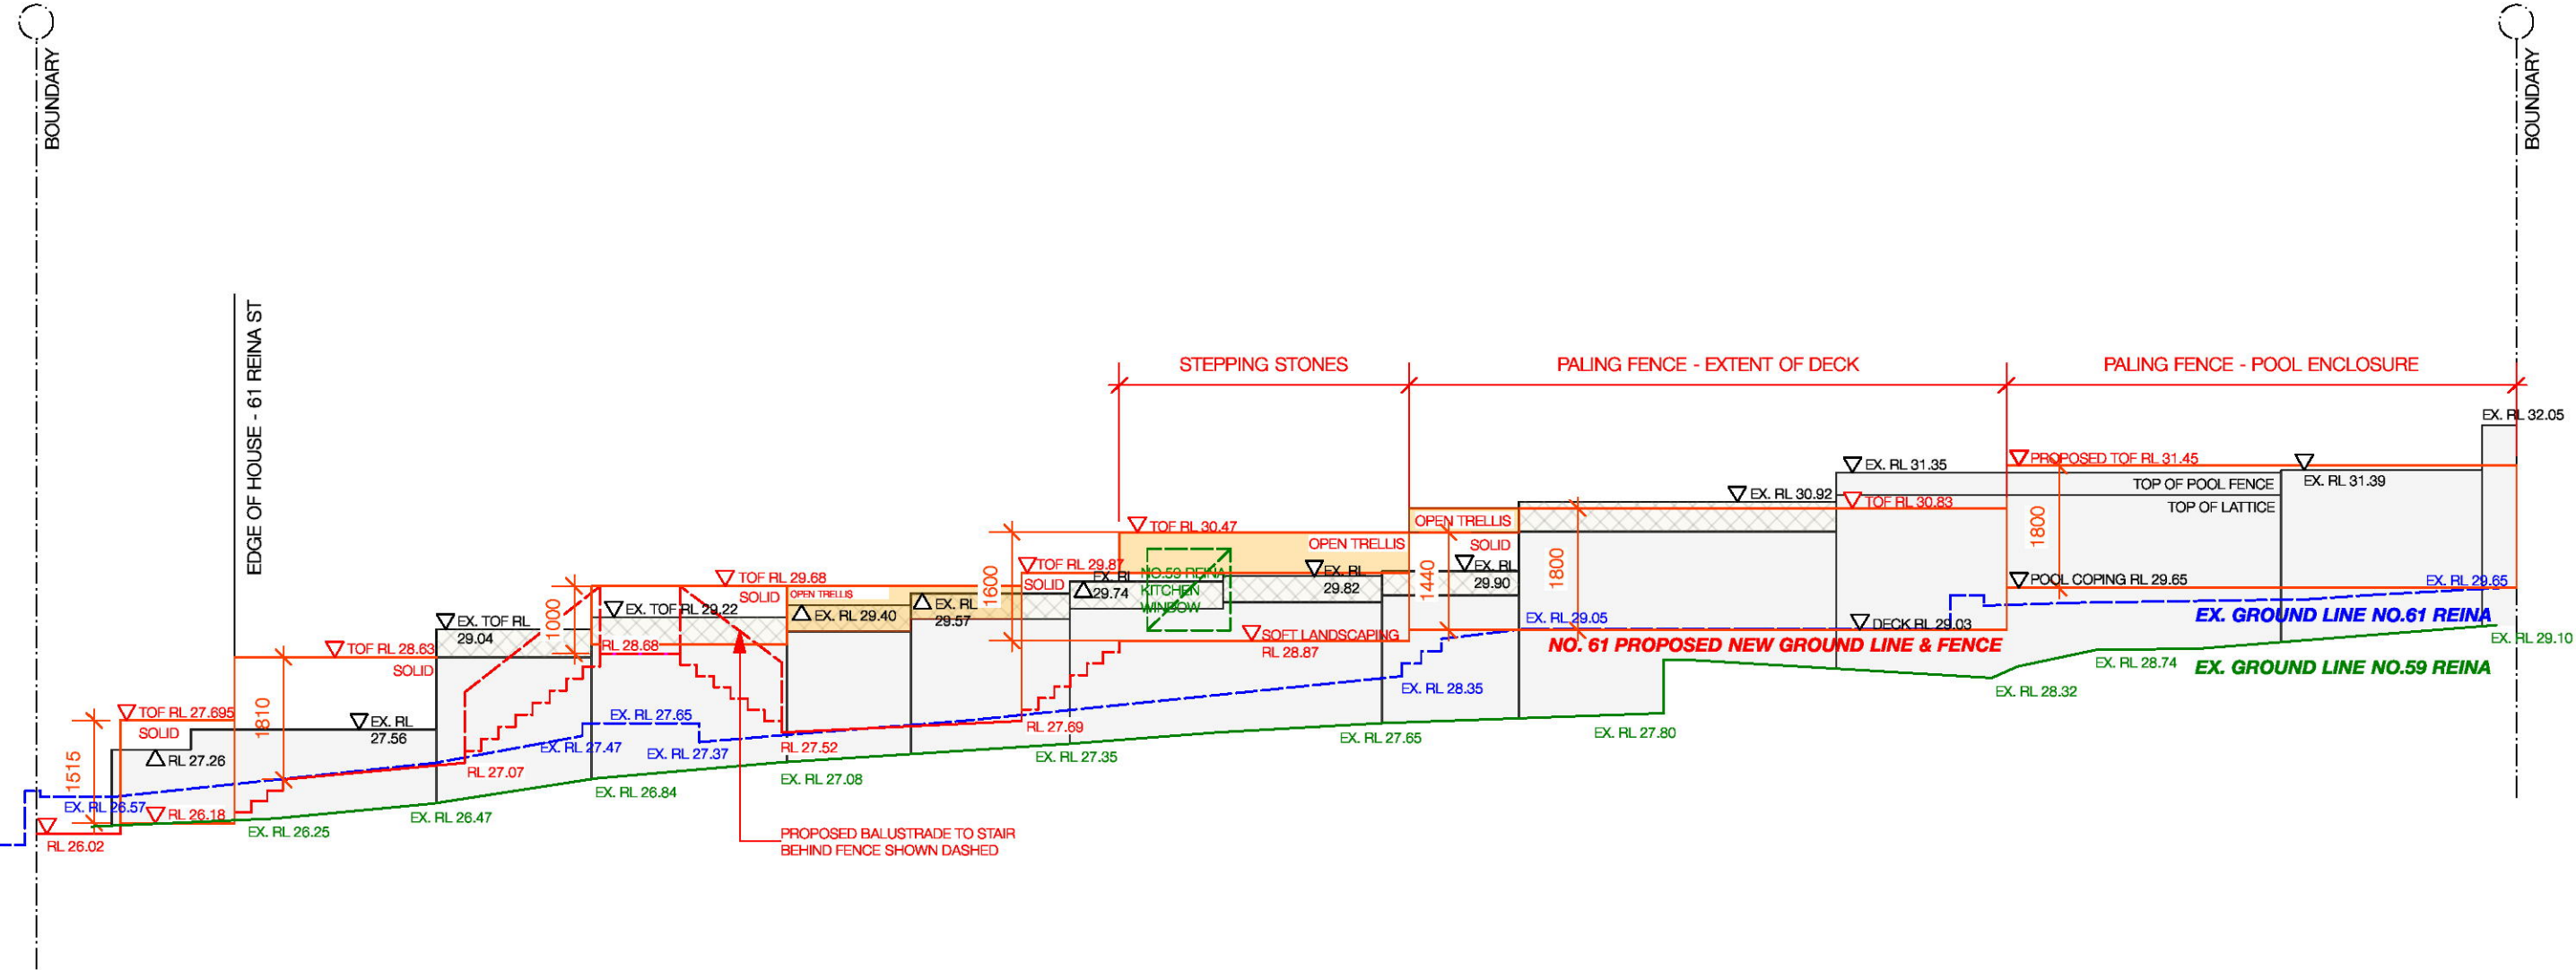 BOUNDARY
BOUNDARY
EDGE OF HOUSE - 61 REINA ST
STEPPING STONES
PALING FENCE - EXTENT OF DECK
PALING FENCE - POOL ENCLOSURE
EX. RL 32.05
PROPOSED TOF RL 31.45
EX. RL 31.35
EX. RL 31.39
TOP OF POOL FENCE
TOP OF LATTICE
EX. RL 30.92
TOF RL 30.83
TOF RL 30.47
OPEN TRELLIS
OPEN TRELLIS
SOLID
1800
1800
1440
1600
TOF RL 29.87
SOLID
EX. RL
29.74
NO.59 REINA
KITCHEN
WINDOW
EX. RL
29.82
EX. RL
29.90
TOF RL 29.68
SOLID
OPEN TRELLIS
EX. RL 29.40
EX. RL
29.57
EX. TOF RL 29.22
EX. TOF RL
29.04
1000
POOL COPING RL 29.65
EX. RL 29.65
EX. GROUND LINE NO.61 REINA
EX. RL 29.05
DECK RL 29.03
NO. 61 PROPOSED NEW GROUND LINE & FENCE
EX. RL 29.10
EX. GROUND LINE NO.59 REINA
EX. RL 28.74
EX. RL 28.32
SOFT LANDSCAPING
RL 28.87
RL 28.68
TOF RL 28.63
SOLID
EX. RL 28.35
1810
TOF RL 27.695
SOLID
EX. RL
27.56
RL 27.26
1515
EX. RL 27.65
EX. RL 27.47
EX. RL 27.37
RL 27.52
RL 27.69
RL 27.07
EX. RL 27.80
EX. RL 27.65
EX. RL 27.35
EX. RL 27.08
EX. RL 26.84
EX. RL 26.47
EX. RL 26.57
RL 26.18
EX. RL 26.25
RL 26.02
PROPOSED BALUSTRADE TO STAIR
BEHIND FENCE SHOWN DASHED